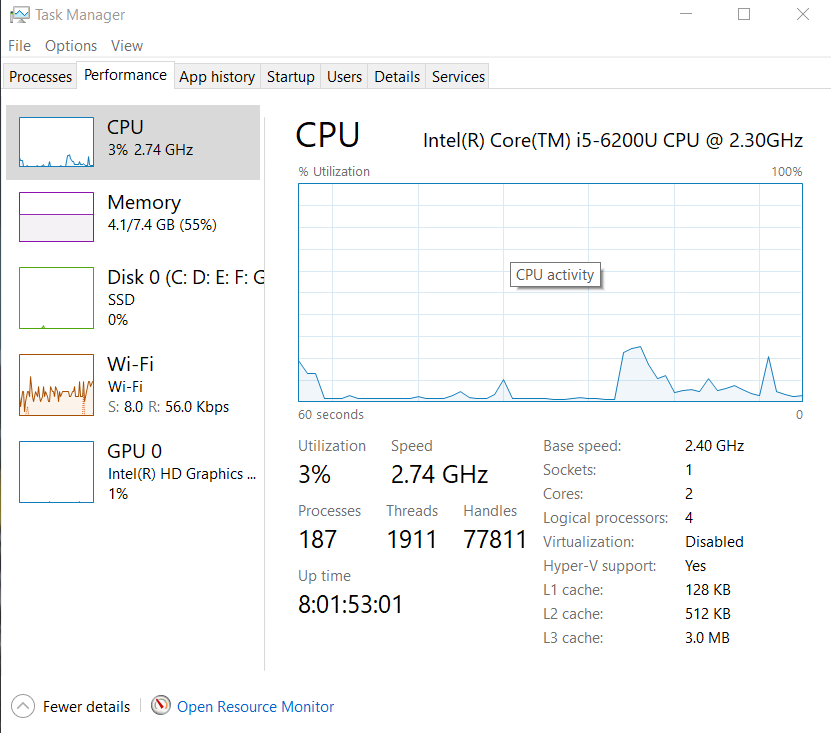 Task Manager
File Options View
Processes Performance App history Startup Users Details Services
CPU
3% 2.74 GHz
Memory
4.1/7.4 GB (55%)
Disk 0 (C: D: E: F: G
SSD
0%
Wi-Fi
Wi-Fi
S: 8.0 R: 56.0 Kbps
GPU 0
Intel(R) HD Graphics ...
1%
CPU Intel(R) Core(TM) i5-6200U CPU @ 2.30GHz
% Utilization 100%
CPU activity
60 seconds 0
Utilization Speed
3% 2.74 GHz
Processes Threads Handles
187 1911 77811
Up time
8:01:53:01
Base speed: 2.40 GHz
Sockets: 1
Cores: 2
Logical processors: 4
Virtualization: Disabled
Hyper-V support: Yes
L1 cache: 128 KB
L2 cache: 512 KB
L3 cache: 3.0 MB
Fewer details Open Resource Monitor